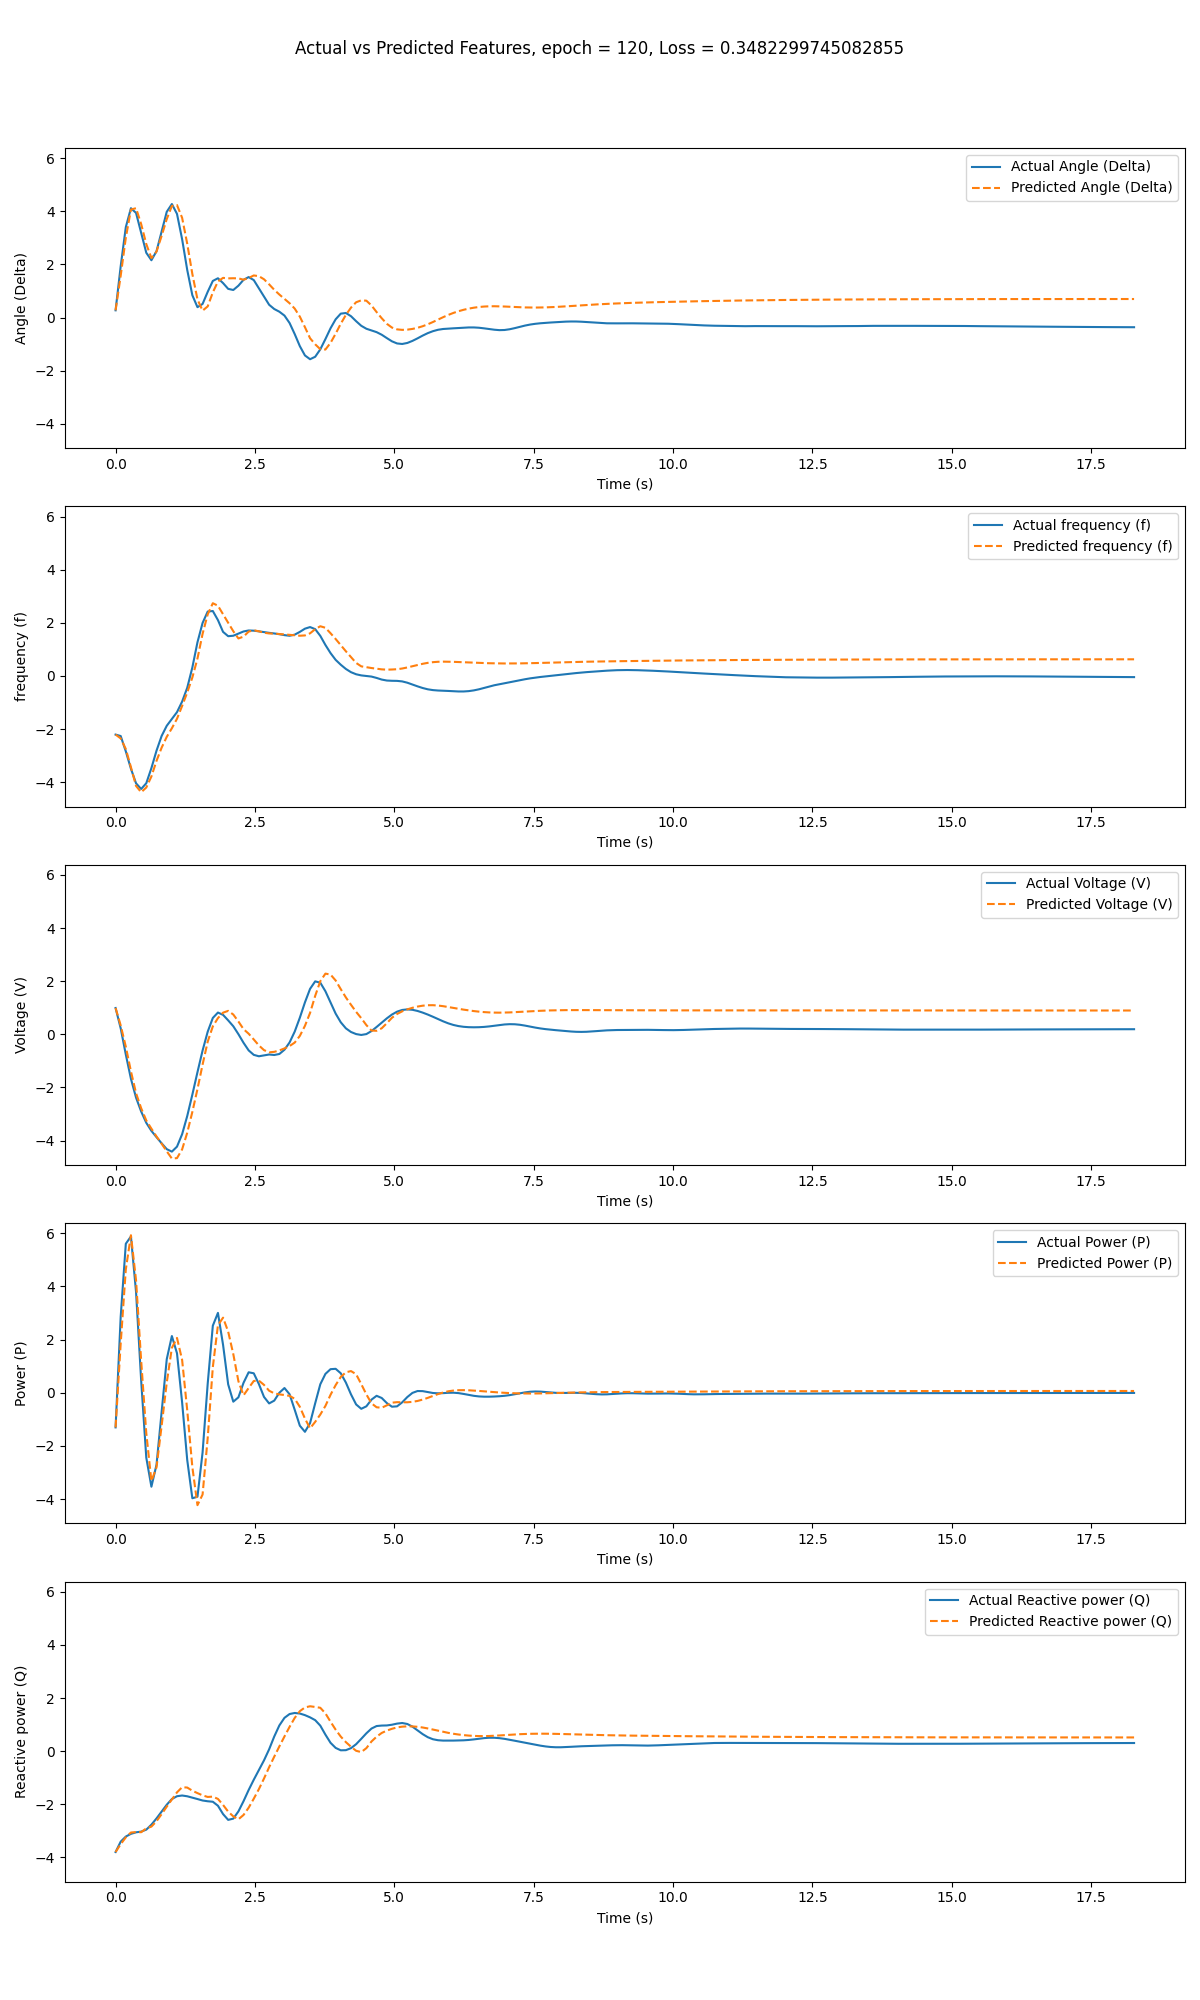 Actual vs Predicted Features, epoch = 120, Loss = 0.3482299745082855
Actual Angle (Delta)
Predicted Angle (Delta)
Angle (Delta)
6
4
2
0
−2
−4
0.0 2.5 5.0 7.5 10.0 12.5 15.0 17.5
Time (s)
Actual frequency (f)
Predicted frequency (f)
frequency (f)
6
4
2
0
−2
−4
0.0 2.5 5.0 7.5 10.0 12.5 15.0 17.5
Time (s)
Actual Voltage (V)
Predicted Voltage (V)
Voltage (V)
6
4
2
0
−2
−4
0.0 2.5 5.0 7.5 10.0 12.5 15.0 17.5
Time (s)
Actual Power (P)
Predicted Power (P)
Power (P)
6
4
2
0
−2
−4
0.0 2.5 5.0 7.5 10.0 12.5 15.0 17.5
Time (s)
Actual Reactive power (Q)
Predicted Reactive power (Q)
Reactive power (Q)
6
4
2
0
−2
−4
0.0 2.5 5.0 7.5 10.0 12.5 15.0 17.5
Time (s)